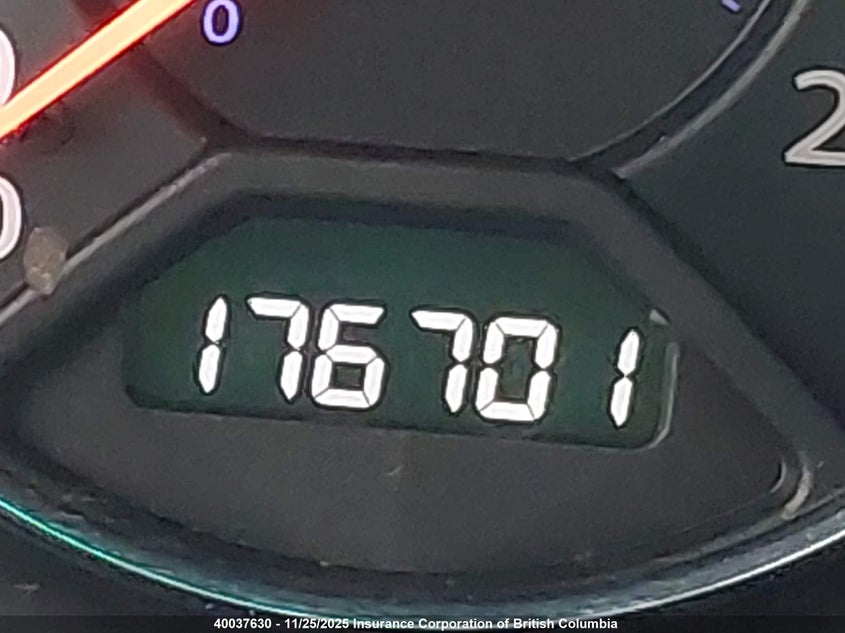 0
2
176701
40037630 - 11/25/2025 Insurance Corporation of British Columbia